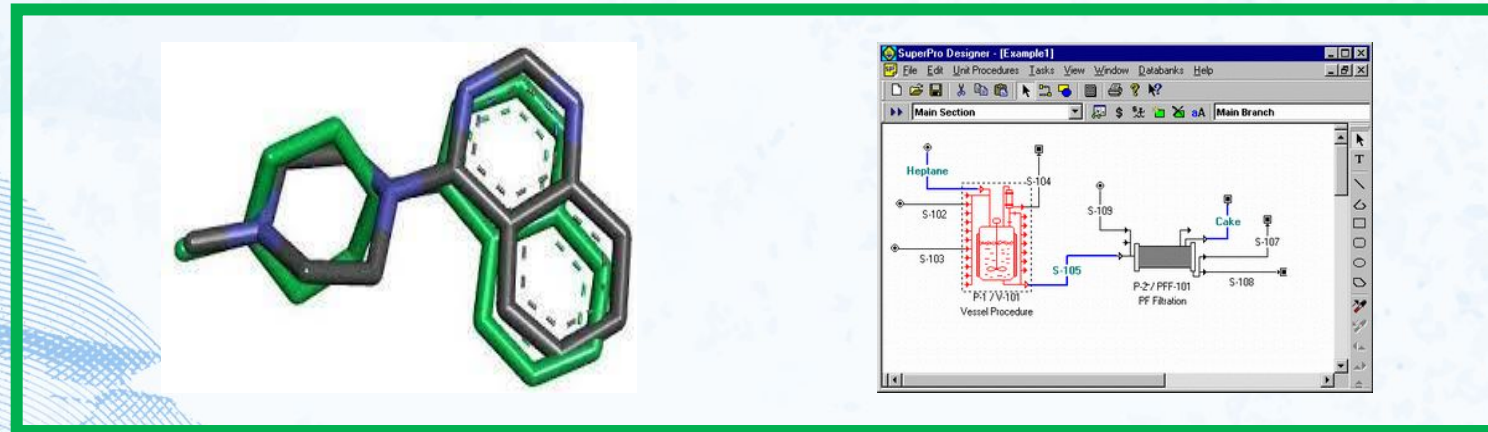 SuperPro Designer - [Example1]
File Edit Unit Procedures Tasks View Window Databanks Help
Main Section
$
aA
Main Branch
T
Heptane
S-104
S-102
S-109
Cake
S-107
S-103
S-105
S-108
P-1 / V-101
Vessel Procedure
P-2 / PFF-101
PF Filtration